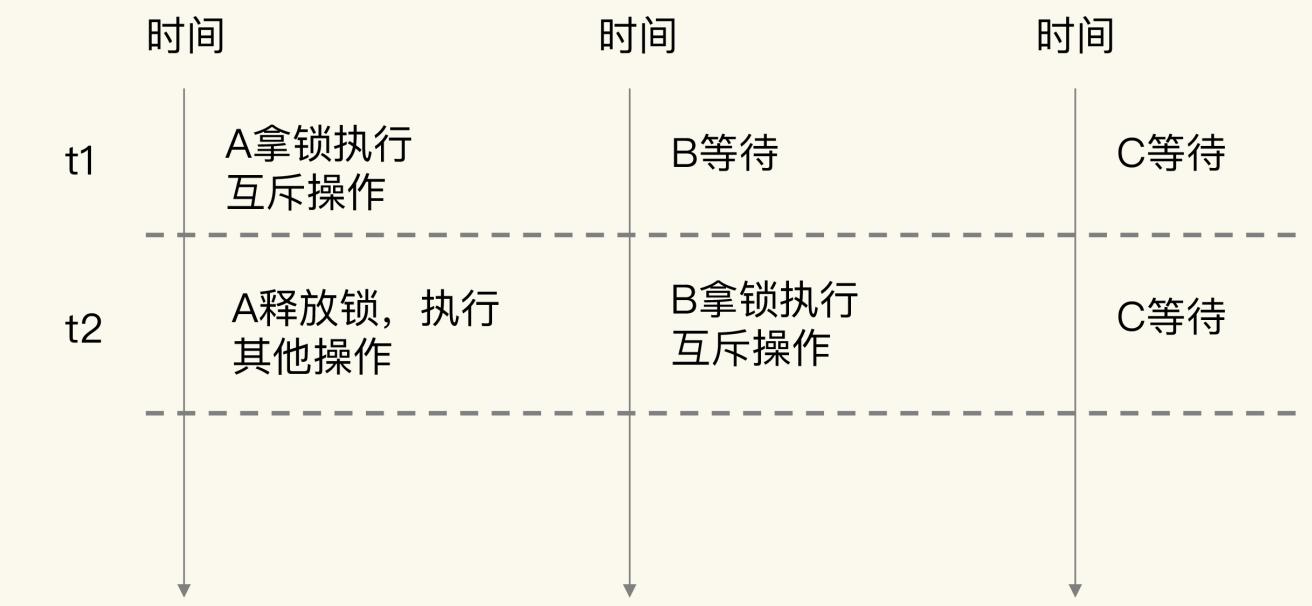 时间 时间 时间
t1
A拿锁执行
互斥操作
B等待
C等待
t2
A释放锁，执行
其他操作
B拿锁执行
互斥操作
C等待